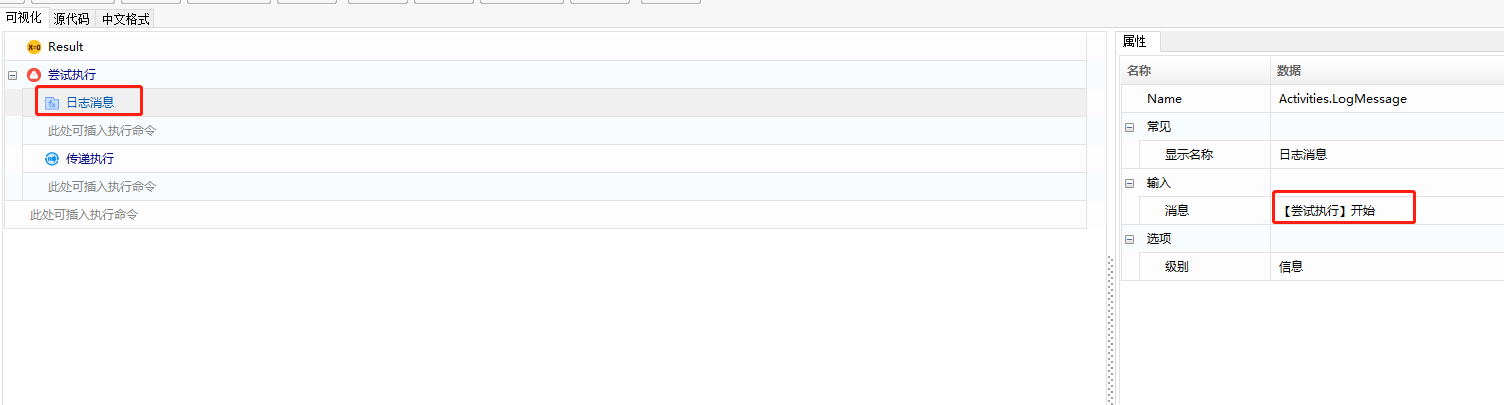 可视化 源代码 中文格式
Result
尝试执行
日志消息
此处可插入执行命令
传递执行
此处可插入执行命令
此处可插入执行命令
属性
名称 数据
Name Activities.LogMessage
常见
显示名称 日志消息
输入
消息 【尝试执行】开始
选项
级别 信息